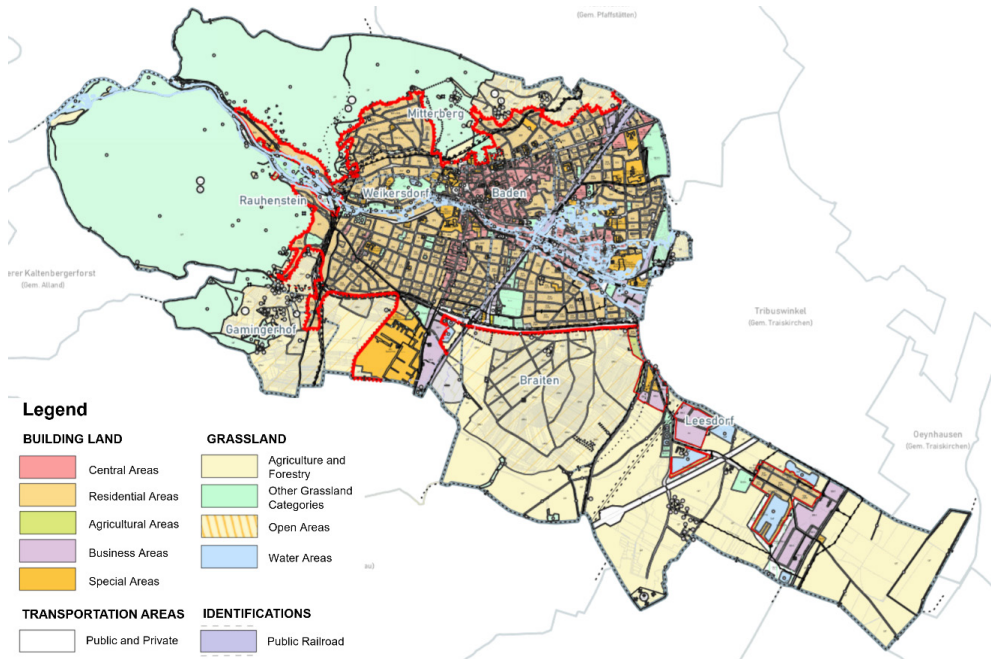 (Gem. Pfaffstätten)
Mitterberg
Rauhenstein
Weikersdorf
Baden
erer Kaltenbergerforst
(Gem. Alland)
Gamingerhof
Tribuswinkel
(Gem. Traiskirchen)
Braiten
Leesdorf
Oeynhausen
(Gem. Traiskirchen)
au)
Legend
BUILDING LAND
Central Areas
Residential Areas
Agricultural Areas
Business Areas
Special Areas
TRANSPORTATION AREAS
Public and Private
GRASSLAND
Agriculture and
Forestry
Other Grassland
Categories
Open Areas
Water Areas
IDENTIFICATIONS
Public Railroad